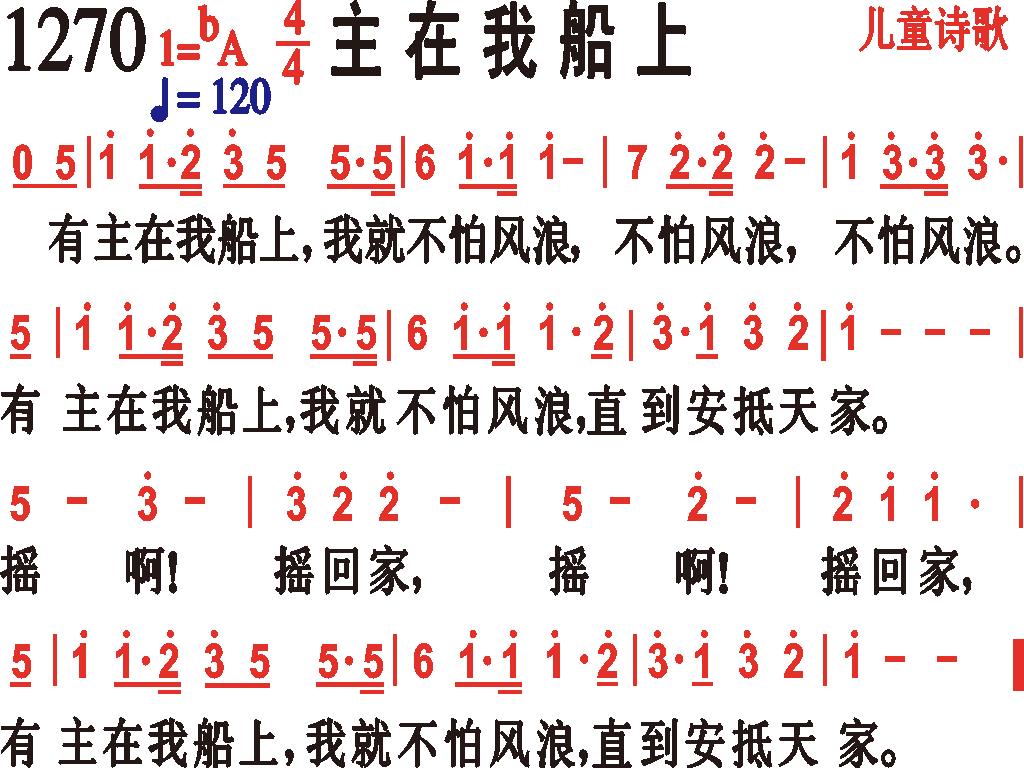 1270 1=ᵇA 4/4 主在我船上 儿童诗歌
♩= 120
0 5 | i i·2̇ 3̇ 5 5·5 | 6 i·i i− | 7 2̇·2̇ 2̇− | i 3̇·3̇ 3̇· |
有主在我船上,我就不怕风浪, 不怕风浪, 不怕风浪。
5 | i i·2̇ 3̇ 5 5·5 | 6 i·i i·2̇ | 3̇·i 3̇ 2̇ | i − − − |
有 主在我船上,我就不怕风浪,直到安抵天家。
5 − 3̇ − | 3̇ 2̇ 2̇ − | 5 − 2̇ − | 2̇ i i · |
摇 啊! 摇回家, 摇 啊! 摇回家,
5 | i i·2̇ 3̇ 5 5·5 | 6 i·i i·2̇ | 3̇·i 3̇ 2̇ | i − −
有 主在我船上,我就不怕风浪,直到安抵天 家。